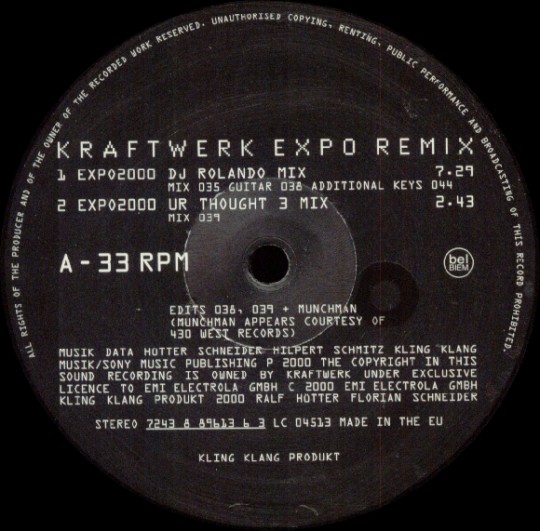 ALL RIGHTS OF THE PRODUCER AND OF THE OWNER OF THE RECORDED WORK RESERVED. UNAUTHORISED COPYING, RENTING, PUBLIC PERFORMANCE AND BROADCASTING OF THIS RECORD PROHIBITED.
KRAFTWERK EXPO REMIX
1 EXPO2000 DJ ROLANDO MIX 7.29
MIX 035 GUITAR 038 ADDITIONAL KEYS 044
2 EXPO2000 UR THOUGHT 3 MIX 2.43
MIX 039
A - 33 RPM
bel
BIEM
EDITS 038, 039 + MUNCHMAN
(MUNCHMAN APPEARS COURTESY OF
430 WEST RECORDS)
MUSIK DATA HÜTTER SCHNEIDER HILPERT SCHMITZ KLING KLANG
MUSIK/SONY MUSIC PUBLISHING P 2000 THE COPYRIGHT IN THIS
SOUND RECORDING IS OWNED BY KRAFTWERK UNDER EXCLUSIVE
LICENCE TO EMI ELECTROLA GMBH C 2000 EMI ELECTROLA GMBH
KLING KLANG PRODUKT 2000 RALF HÜTTER FLORIAN SCHNEIDER
STEREO 7243 8 89613 6 3 LC 04513 MADE IN THE EU
KLING KLANG PRODUKT